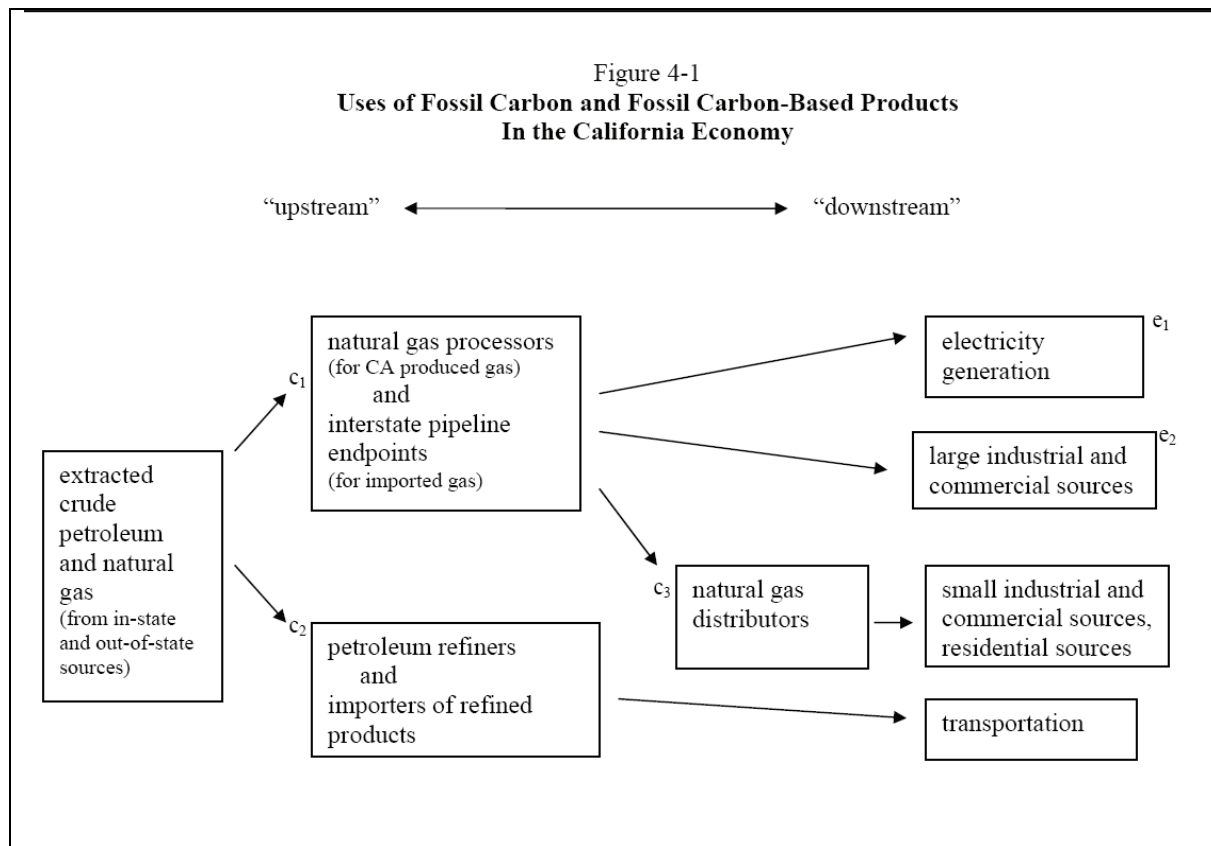 Figure 4-1
Uses of Fossil Carbon and Fossil Carbon-Based Products
In the California Economy
“upstream”
“downstream”
extracted
crude
petroleum
and natural
gas
(from in-state
and out-of-state
sources)
c₁
natural gas processors
(for CA produced gas)
and
interstate pipeline
endpoints
(for imported gas)
c₂
petroleum refiners
and
importers of refined
products
c₃
natural gas
distributors
e₁
electricity
generation
e₂
large industrial and
commercial sources
small industrial and
commercial sources,
residential sources
transportation